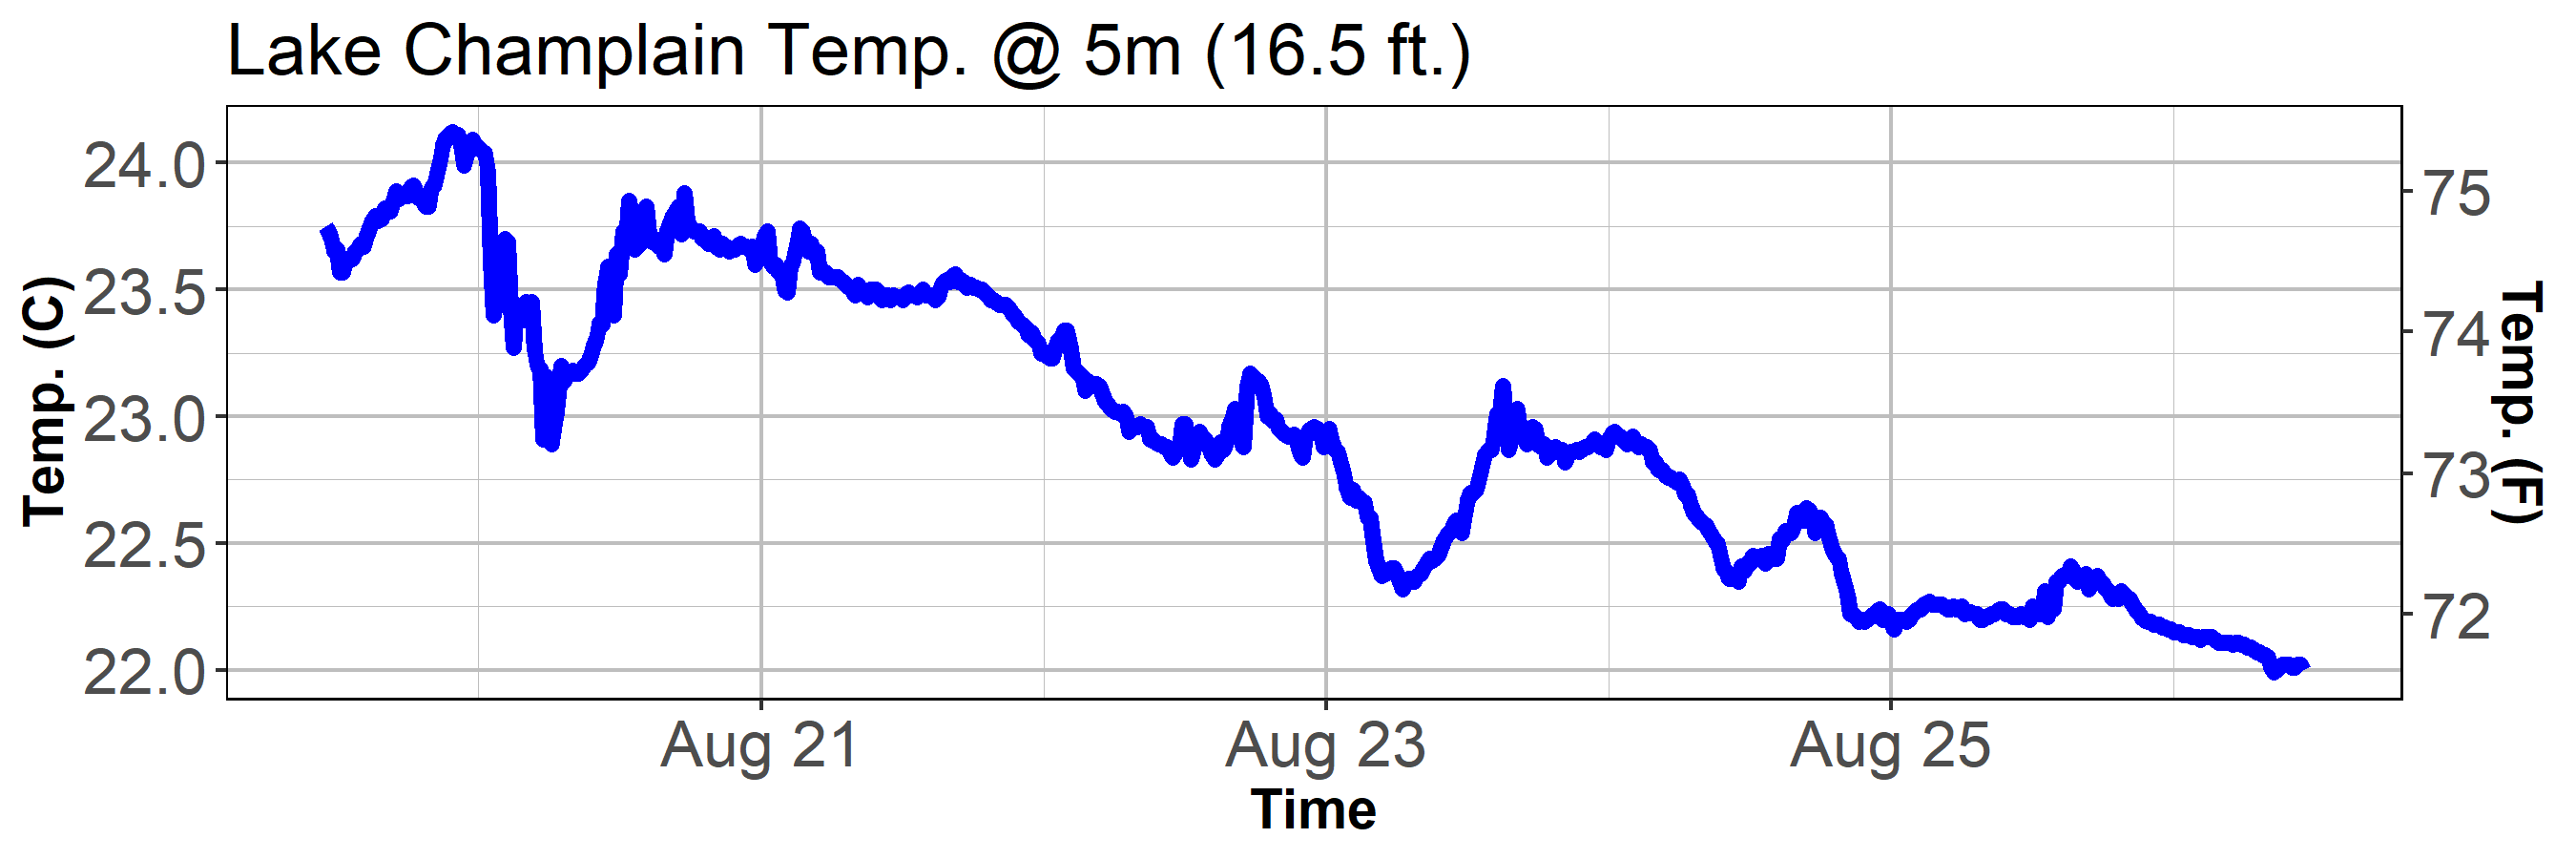 Lake Champlain Temp. @ 5m (16.5 ft.)
Temp. (C)
24.0
23.5
23.0
22.5
22.0
75
74
73
72
Temp. (F)
Aug 21 Aug 23 Aug 25
Time